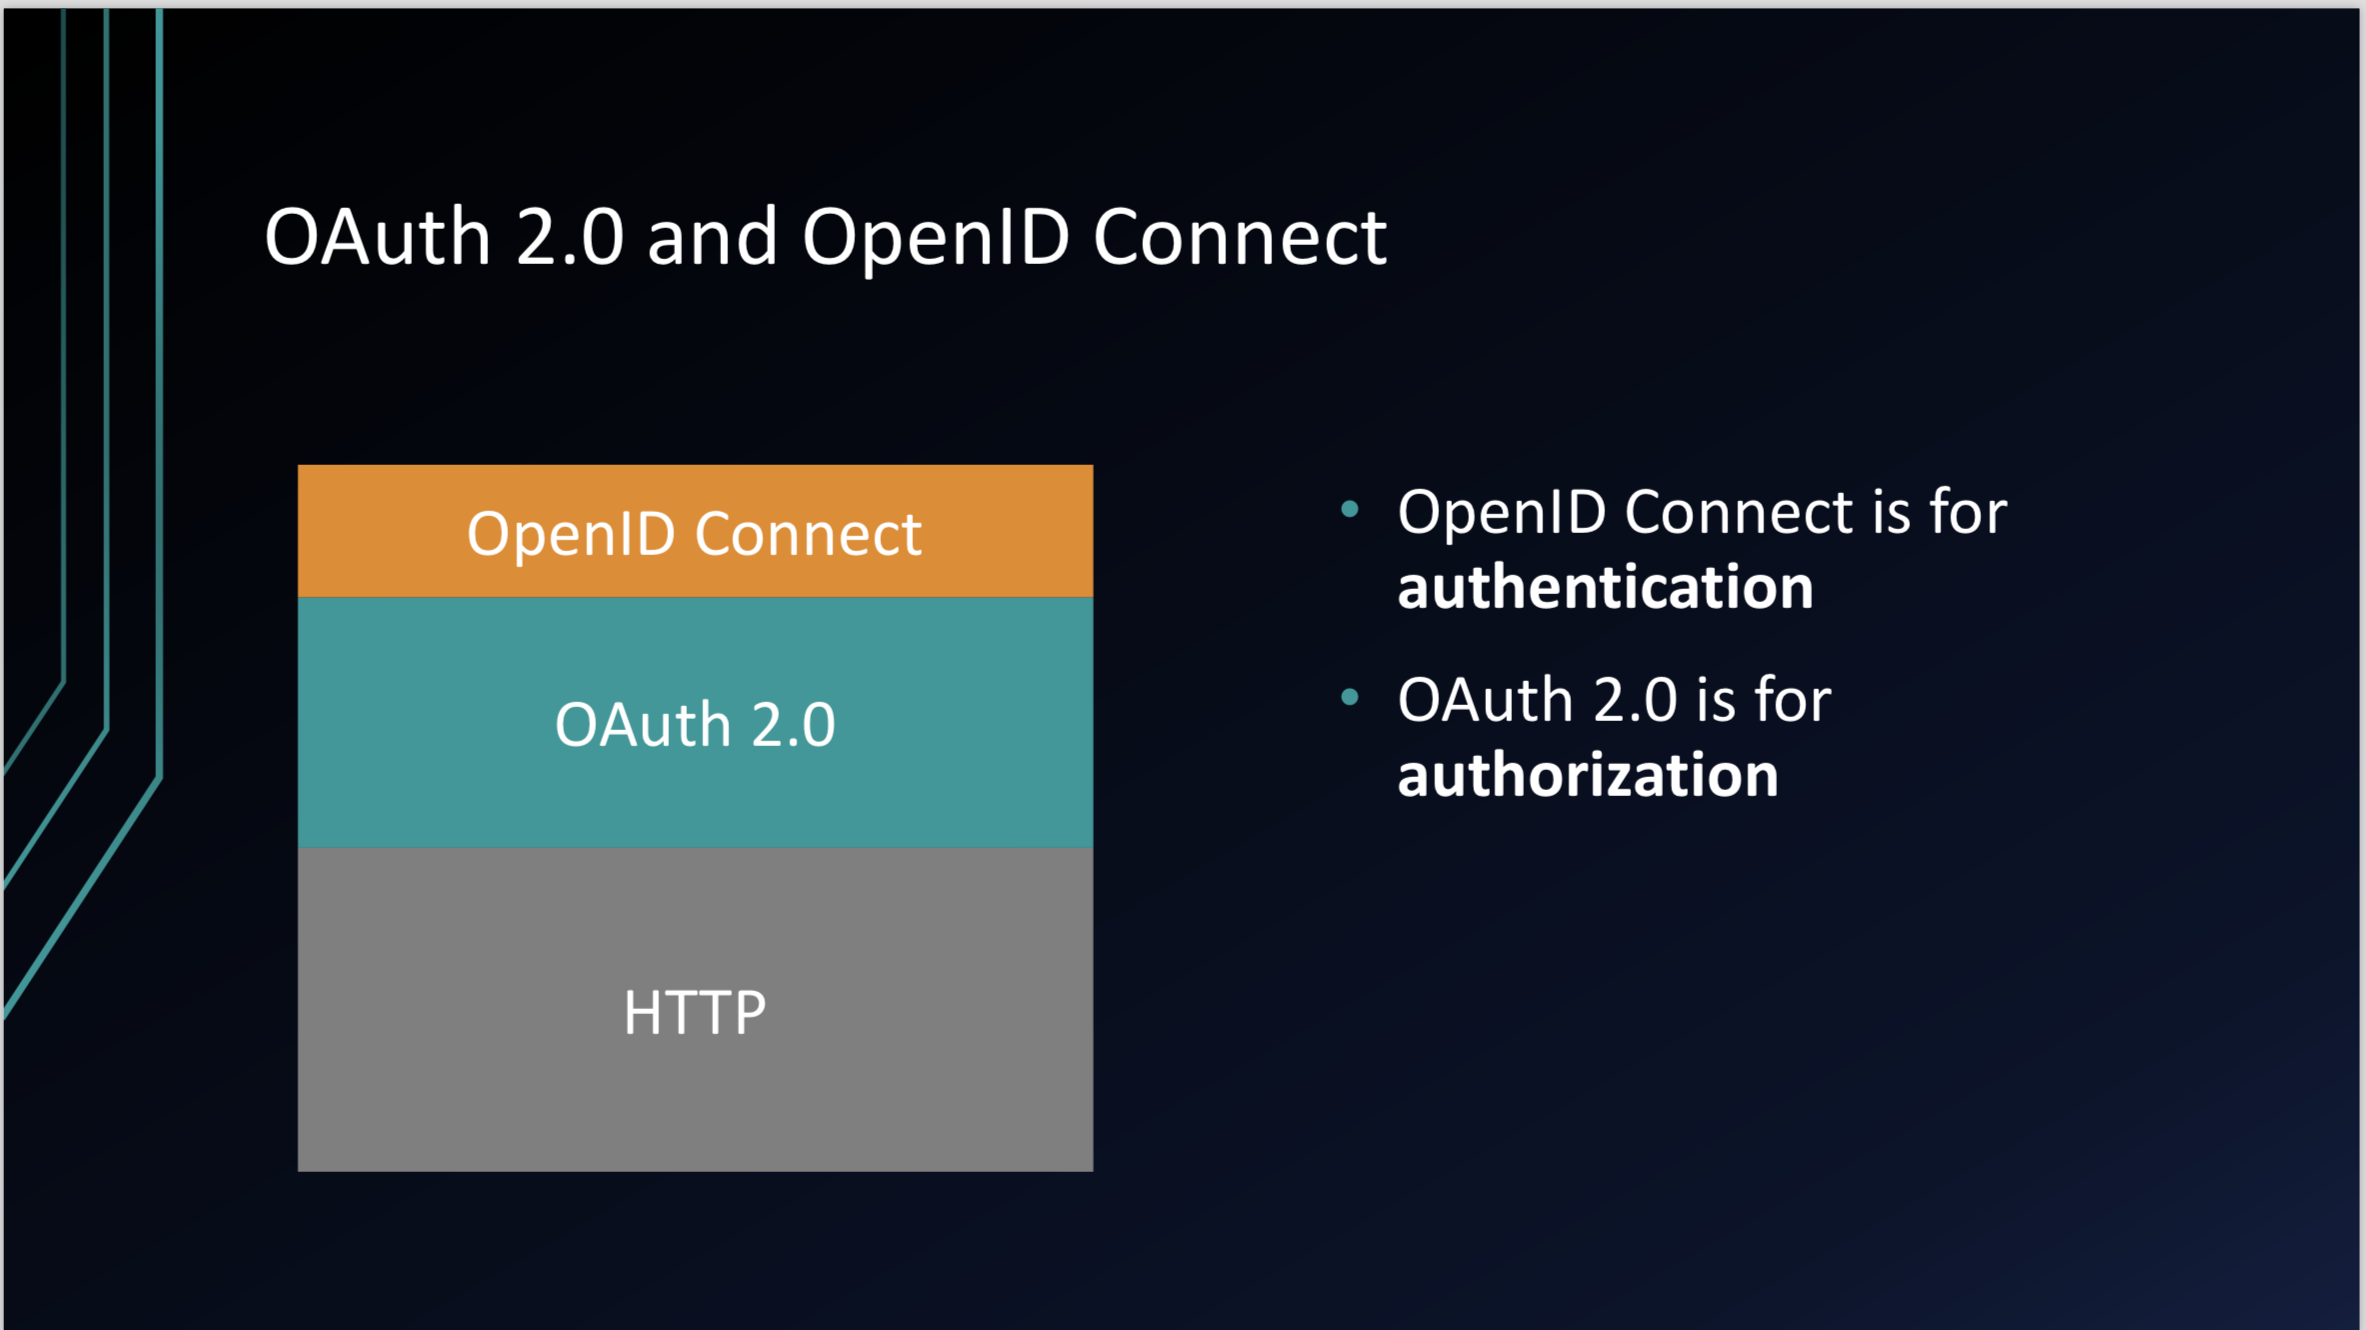 OAuth 2.0 and OpenID Connect
OpenID Connect
OAuth 2.0
HTTP
• OpenID Connect is for
authentication
• OAuth 2.0 is for
authorization